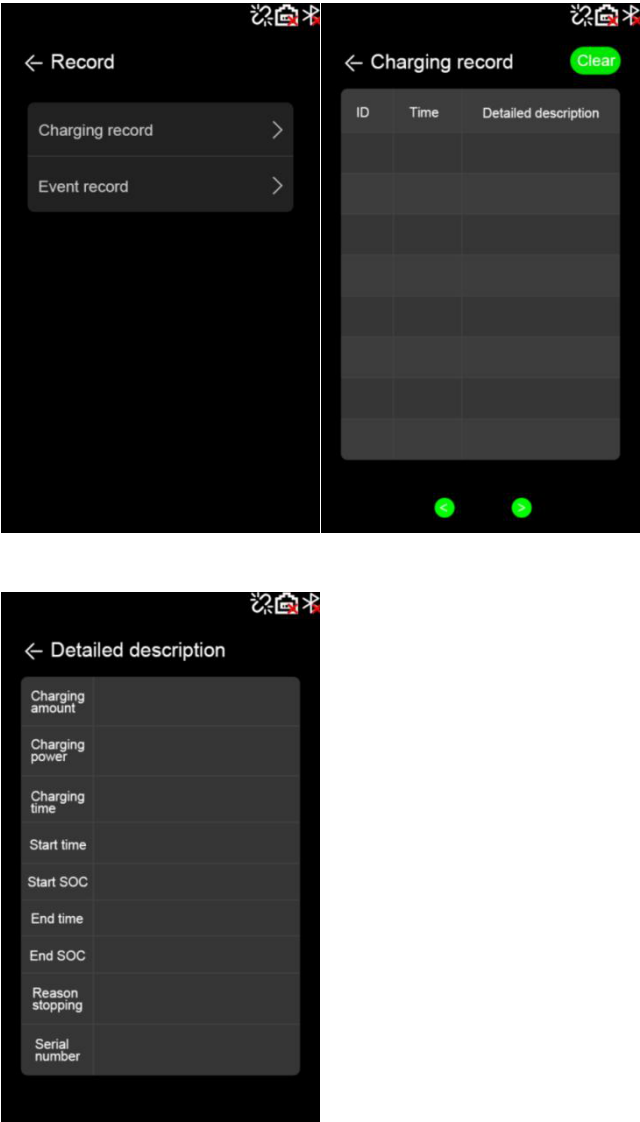 ← Record
Charging record >
Event record >
← Charging record Clear
ID Time Detailed description
< >
← Detailed description
Charging
amount
Charging
power
Charging
time
Start time
Start SOC
End time
End SOC
Reason
stopping
Serial
number